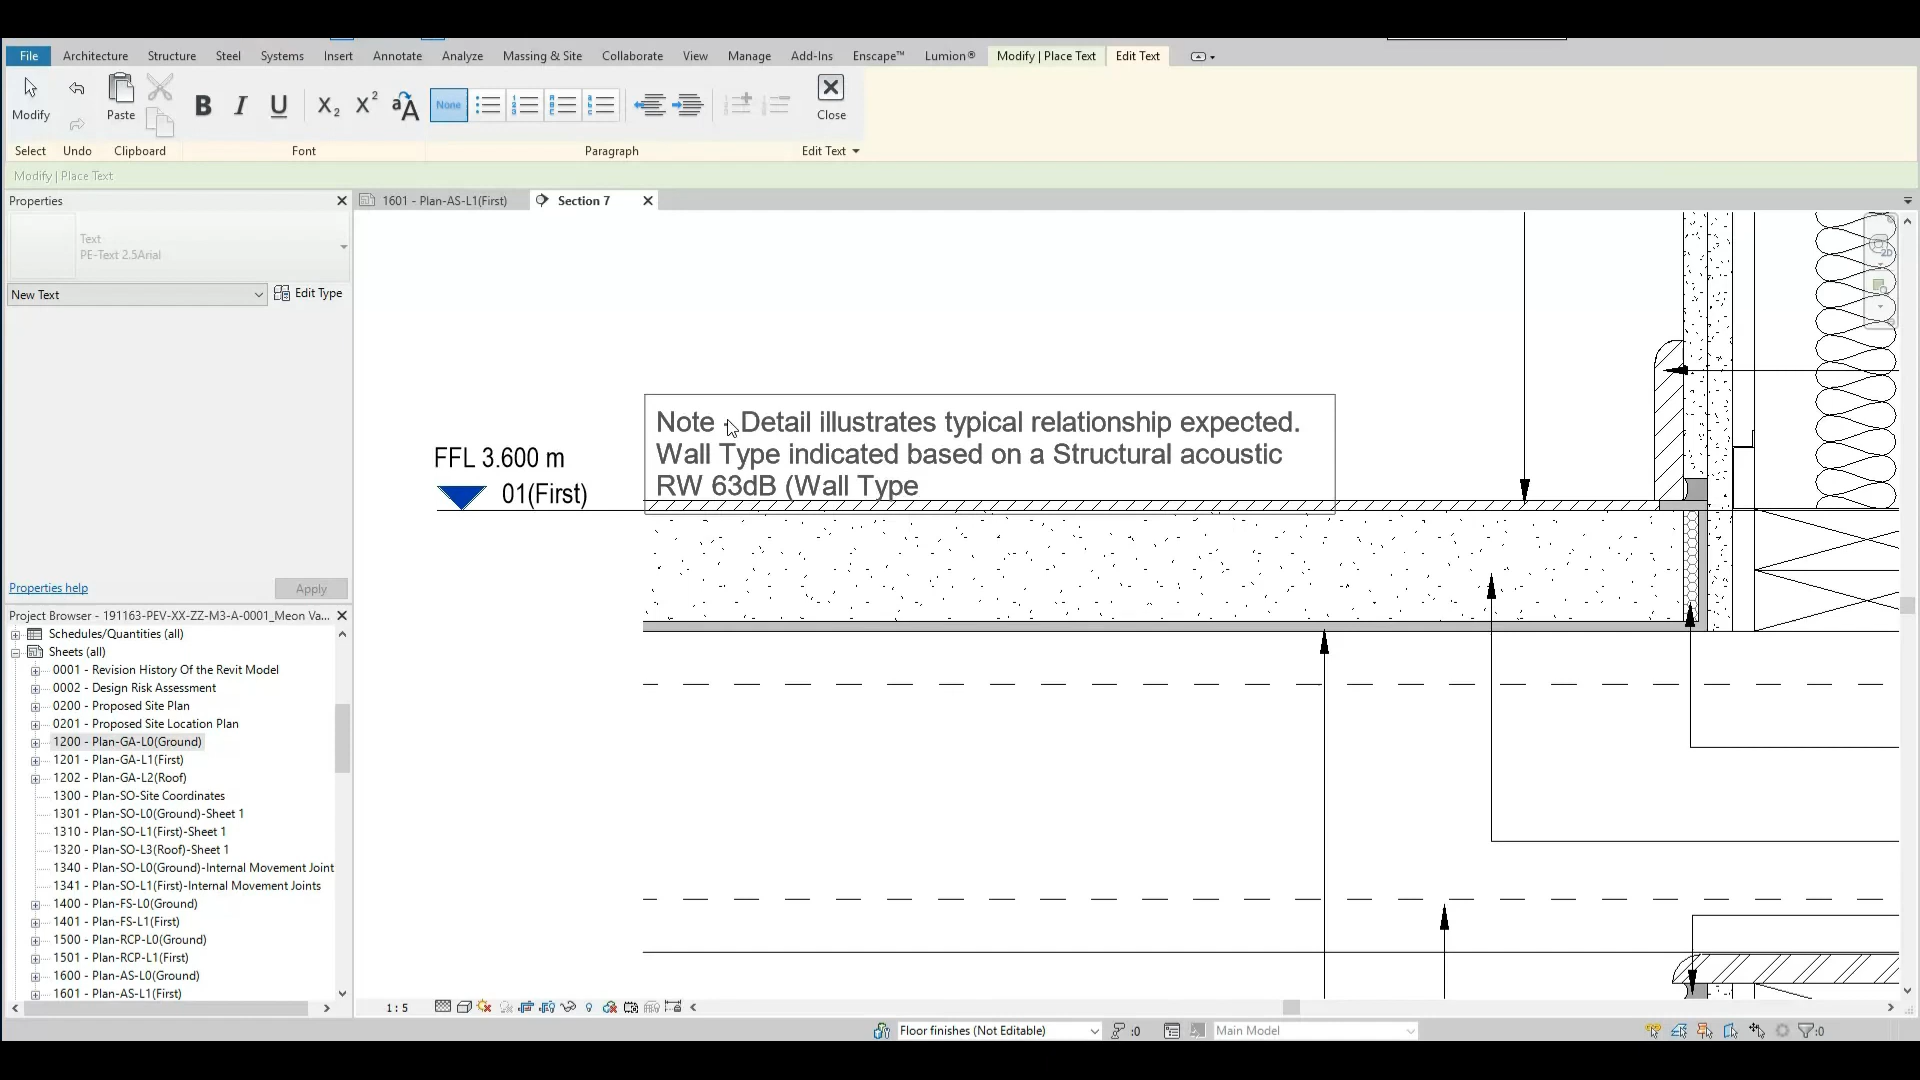 File Architecture Structure Steel Systems Insert Annotate Analyze Massing & Site Collaborate View Manage Add-Ins Enscape™ Lumion® Modify | Place Text Edit Text
Modify Paste B I U X₂ X² aA None Close
Select Undo Clipboard Font Paragraph Edit Text
Modify | Place Text
Properties
1601 - Plan-AS-L1(First) Section 7
Text
PE-Text 2.5Arial
New Text Edit Type
2D
Note - Detail illustrates typical relationship expected.
Wall Type indicated based on a Structural acoustic
RW 63dB (Wall Type
FFL 3.600 m
01(First)
Properties help Apply
Project Browser - 191163-PEV-XX-ZZ-M3-A-0001_Meon Va...
Schedules/Quantities (all)
Sheets (all)
0001 - Revision History Of the Revit Model
0002 - Design Risk Assessment
0200 - Proposed Site Plan
0201 - Proposed Site Location Plan
1200 - Plan-GA-L0(Ground)
1201 - Plan-GA-L1(First)
1202 - Plan-GA-L2(Roof)
1300 - Plan-SO-Site Coordinates
1301 - Plan-SO-L0(Ground)-Sheet 1
1310 - Plan-SO-L1(First)-Sheet 1
1320 - Plan-SO-L3(Roof)-Sheet 1
1340 - Plan-SO-L0(Ground)-Internal Movement Joint
1341 - Plan-SO-L1(First)-Internal Movement Joints
1400 - Plan-FS-L0(Ground)
1401 - Plan-FS-L1(First)
1500 - Plan-RCP-L0(Ground)
1501 - Plan-RCP-L1(First)
1600 - Plan-AS-L0(Ground)
1601 - Plan-AS-L1(First)
1 : 5
Floor finishes (Not Editable) :0 Main Model :0